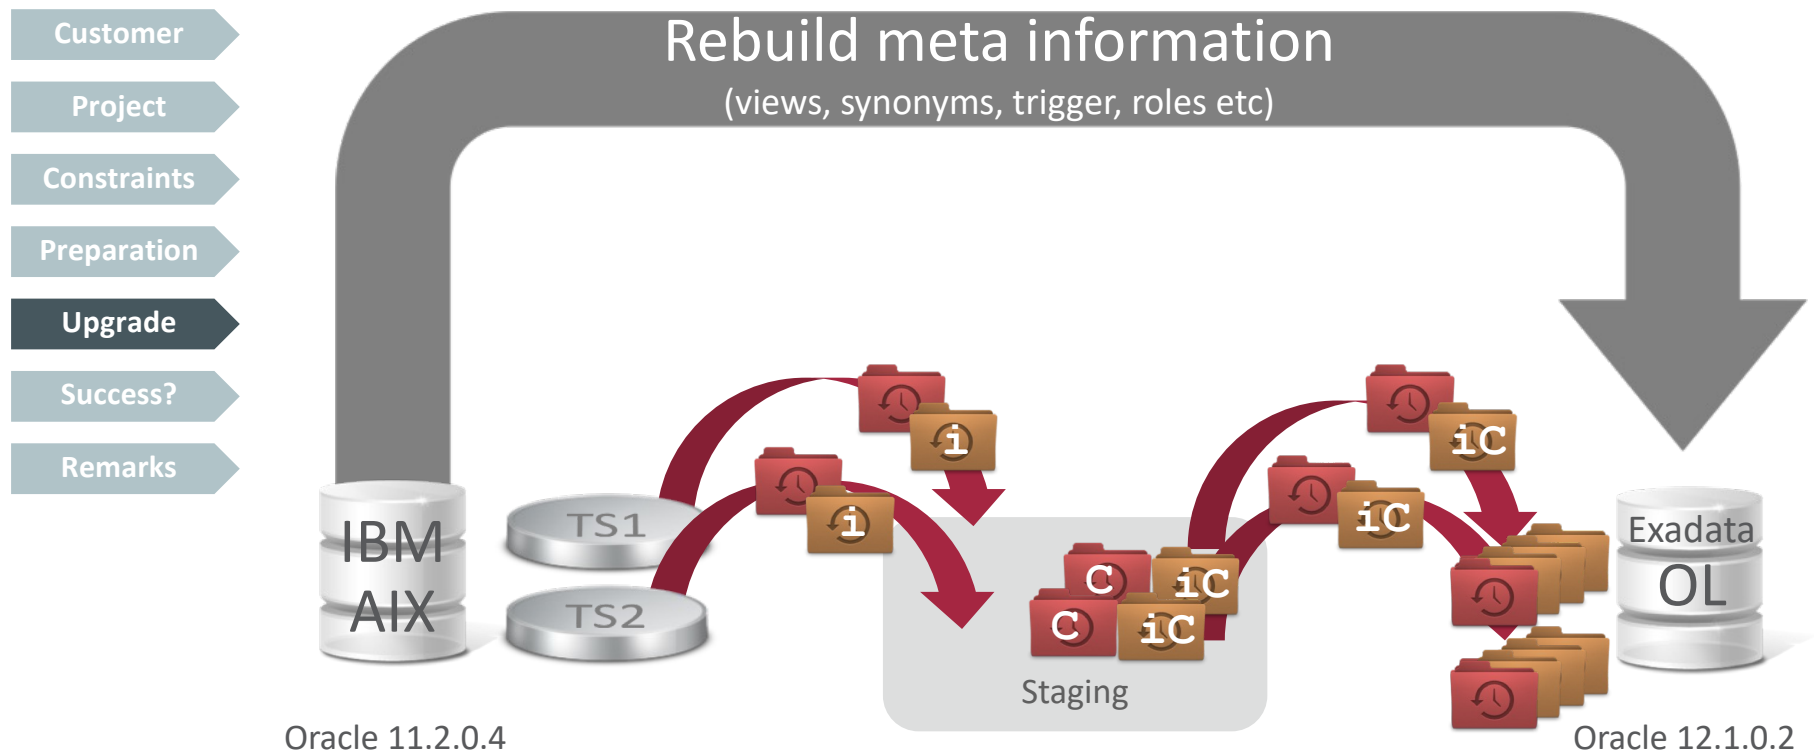 Customer
Project
Constraints
Preparation
Upgrade
Success?
Remarks
Rebuild meta information
(views, synonyms, trigger, roles etc)
IBM
AIX
TS1
TS2
i
i
C
iC
C
iC
Staging
iC
iC
Exadata
OL
Oracle 11.2.0.4
Oracle 12.1.0.2